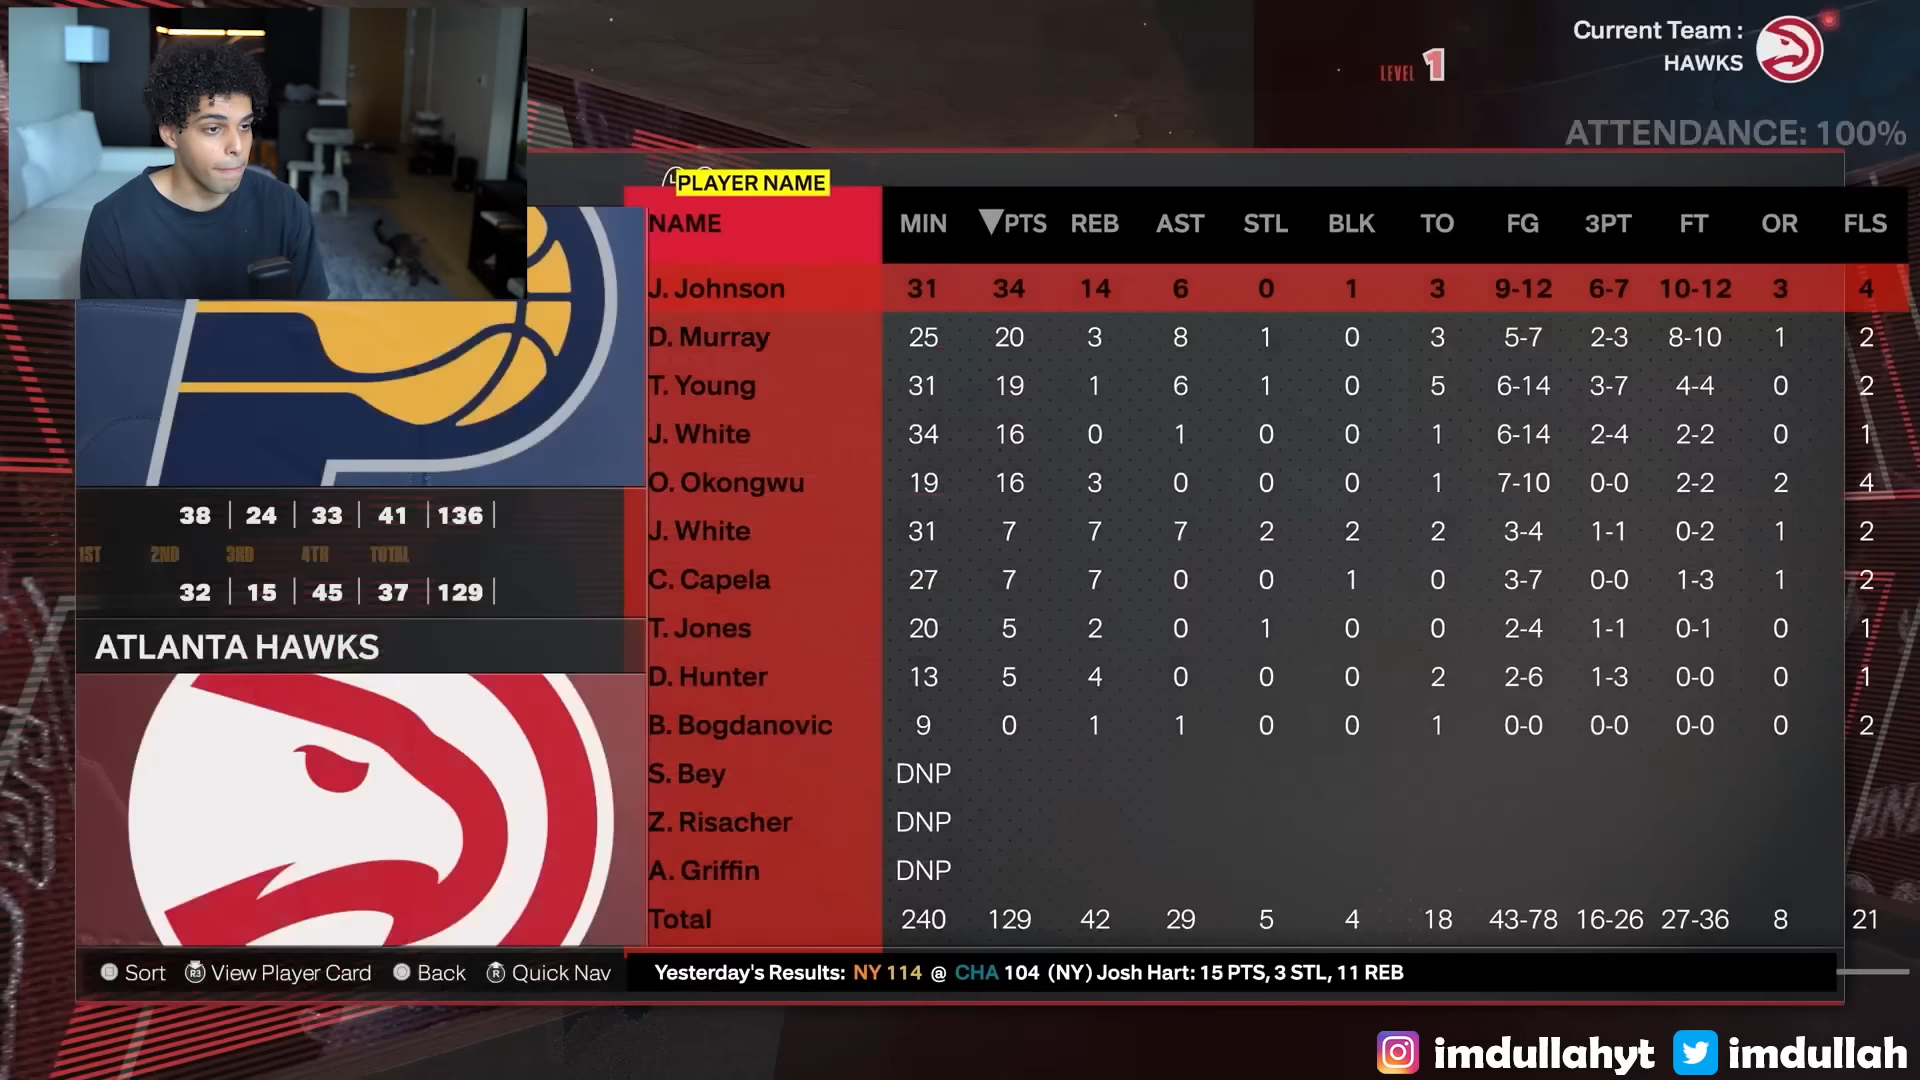 Current Team :
HAWKS
LEVEL 1
ATTENDANCE: 100%
PLAYER NAME
NAME MIN PTS REB AST STL BLK TO FG 3PT FT OR FLS
J. Johnson 31 34 14 6 0 1 3 9-12 6-7 10-12 3 4
D. Murray 25 20 3 8 1 0 3 5-7 2-3 8-10 1 2
T. Young 31 19 1 6 1 0 5 6-14 3-7 4-4 0 2
J. White 34 16 0 1 0 0 1 6-14 2-4 2-2 0 1
O. Okongwu 19 16 3 0 0 0 1 7-10 0-0 2-2 2 4
J. White 31 7 7 7 2 2 2 3-4 1-1 0-2 1 2
C. Capela 27 7 7 0 0 1 0 3-7 0-0 1-3 1 2
T. Jones 20 5 2 0 1 0 0 2-4 1-1 0-1 0 1
D. Hunter 13 5 4 0 0 0 2 2-6 1-3 0-0 0 1
B. Bogdanovic 9 0 1 1 0 0 1 0-0 0-0 0-0 0 2
S. Bey DNP
Z. Risacher DNP
A. Griffin DNP
Total 240 129 42 29 5 4 18 43-78 16-26 27-36 8 21
38 24 33 41 136
1ST 2ND 3RD 4TH TOTAL
32 15 45 37 129
ATLANTA HAWKS
Sort R3 View Player Card Back R Quick Nav
Yesterday's Results: NY 114 @ CHA 104 (NY) Josh Hart: 15 PTS, 3 STL, 11 REB
imdullahyt imdullah